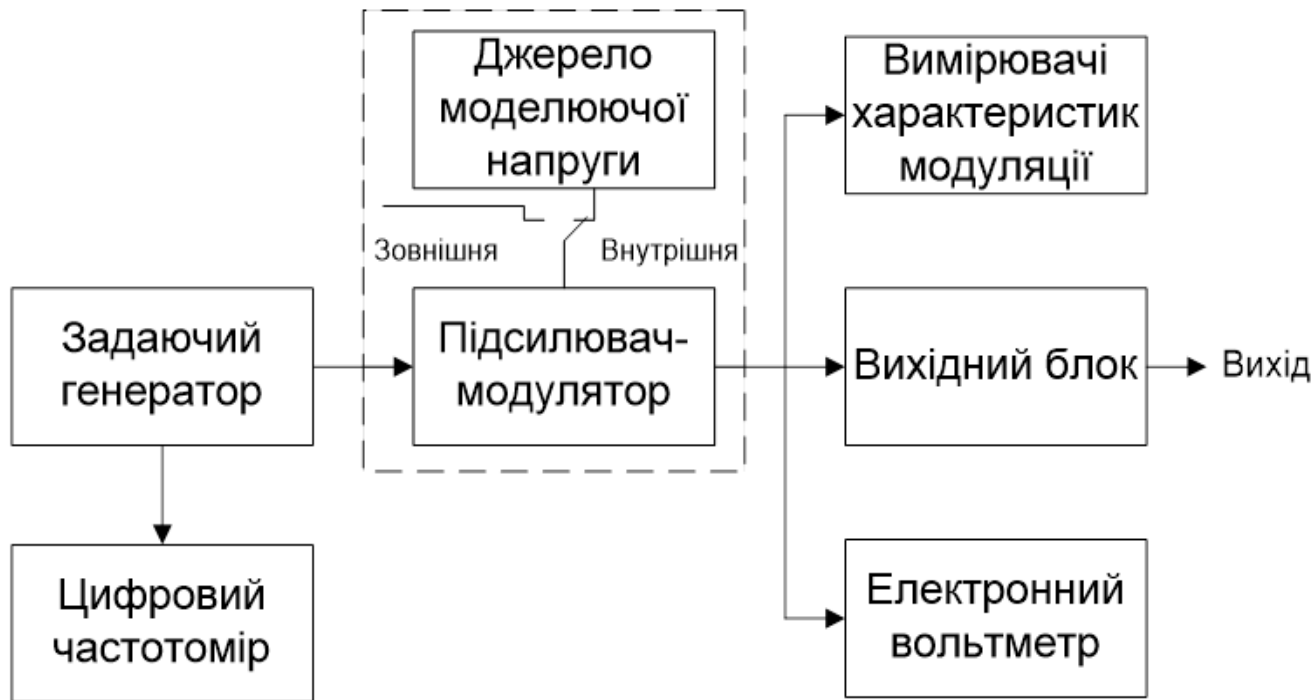 Джерело
моделюючої
напруги
Вимірювачі
характеристик
модуляції
Зовнішня
Внутрішня
Задаючий
генератор
Підсилювач-
модулятор
Вихідний блок
Вихід
Цифровий
частотомір
Електронний
вольтметр